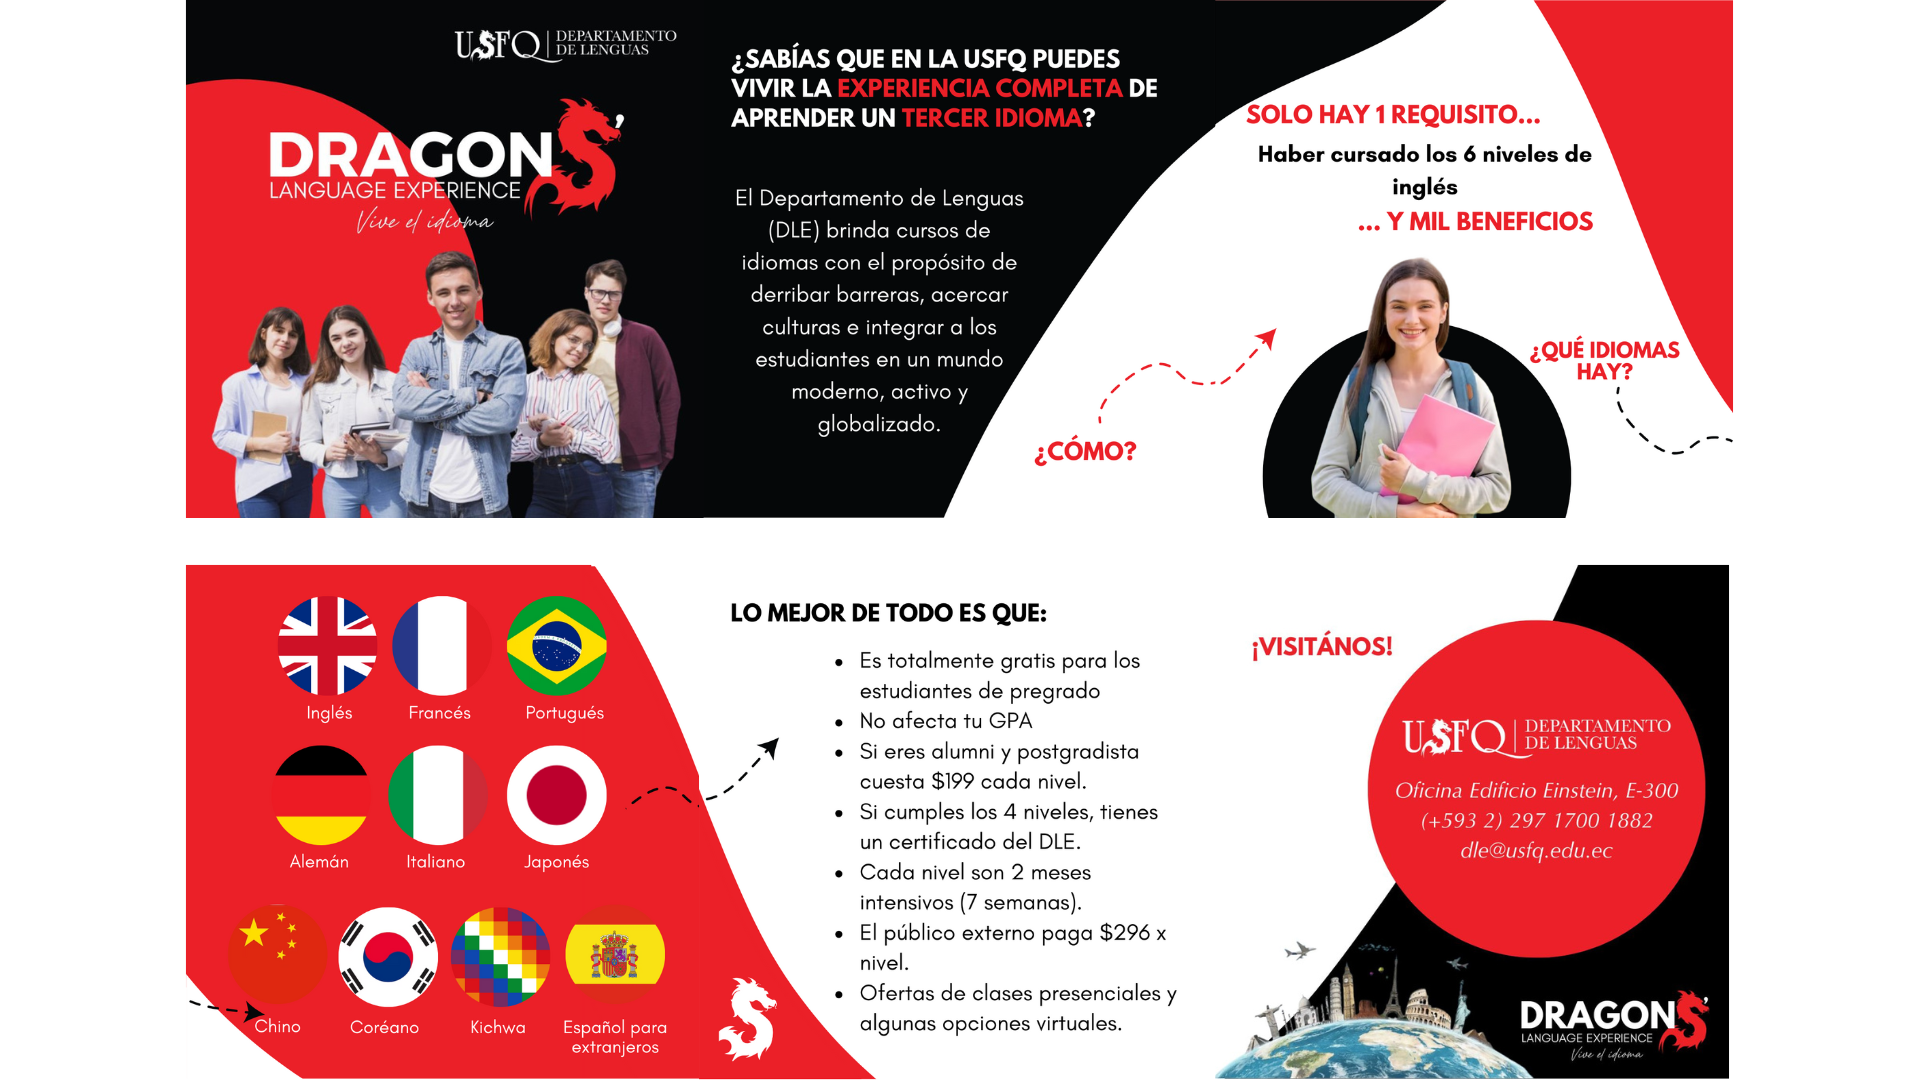 USFQ | DEPARTAMENTO
DE LENGUAS
DRAGONS'
LANGUAGE EXPERIENCE
Vive el idioma
¿SABÍAS QUE EN LA USFQ PUEDES
VIVIR LA EXPERIENCIA COMPLETA DE
APRENDER UN TERCER IDIOMA?
El Departamento de Lenguas
(DLE) brinda cursos de
idiomas con el propósito de
derribar barreras, acercar
culturas e integrar a los
estudiantes en un mundo
moderno, activo y
globalizado.
¿CÓMO?
SOLO HAY 1 REQUISITO...
Haber cursado los 6 niveles de
inglés
... Y MIL BENEFICIOS
¿QUÉ IDIOMAS
HAY?
Inglés
Francés
Portugués
Alemán
Italiano
Japonés
Chino
Coréano
Kichwa
Español para
extranjeros
LO MEJOR DE TODO ES QUE:
• Es totalmente gratis para los
estudiantes de pregrado
• No afecta tu GPA
• Si eres alumni y postgradista
cuesta $199 cada nivel.
• Si cumples los 4 niveles, tienes
un certificado del DLE.
• Cada nivel son 2 meses
intensivos (7 semanas).
• El público externo paga $296 x
nivel.
• Ofertas de clases presenciales y
algunas opciones virtuales.
¡VISITÁNOS!
USFQ | DEPARTAMENTO
DE LENGUAS
Oficina Edificio Einstein, E-300
(+593 2) 297 1700 1882
dle@usfq.edu.ec
DRAGONS'
LANGUAGE EXPERIENCE
Vive el idioma